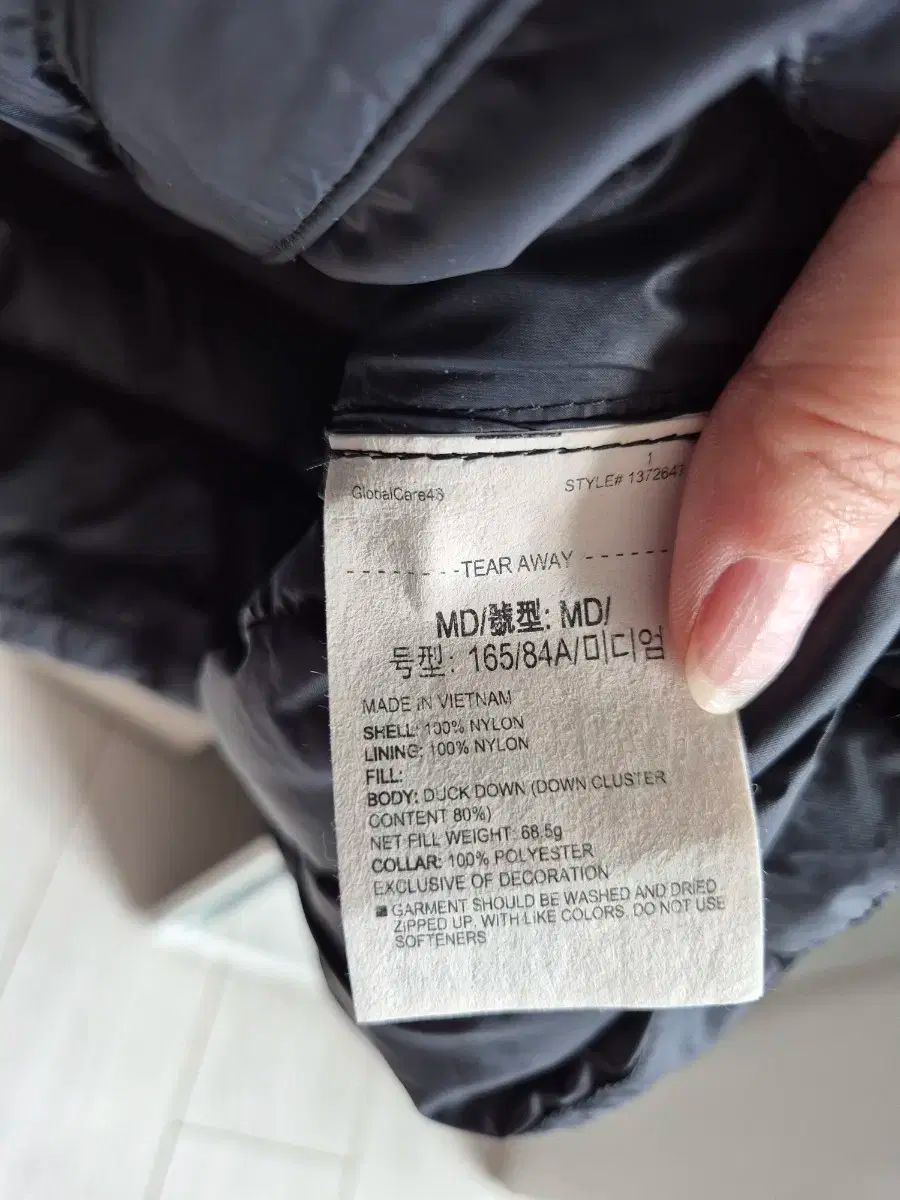 1
GlobalCare43 STYLE# 137264
TEAR AWAY
MD/號型: MD/
号型: 165/84A/미디엄
MADE IN VIETNAM
SHELL: 100% NYLON
LINING: 100% NYLON
FILL:
BODY: DUCK DOWN (DOWN CLUSTER
CONTENT 80%)
NET FILL WEIGHT: 68.5g
COLLAR: 100% POLYESTER
EXCLUSIVE OF DECORATION
GARMENT SHOULD BE WASHED AND DRIED
ZIPPED UP, WITH LIKE COLORS, DO NOT USE
SOFTENERS